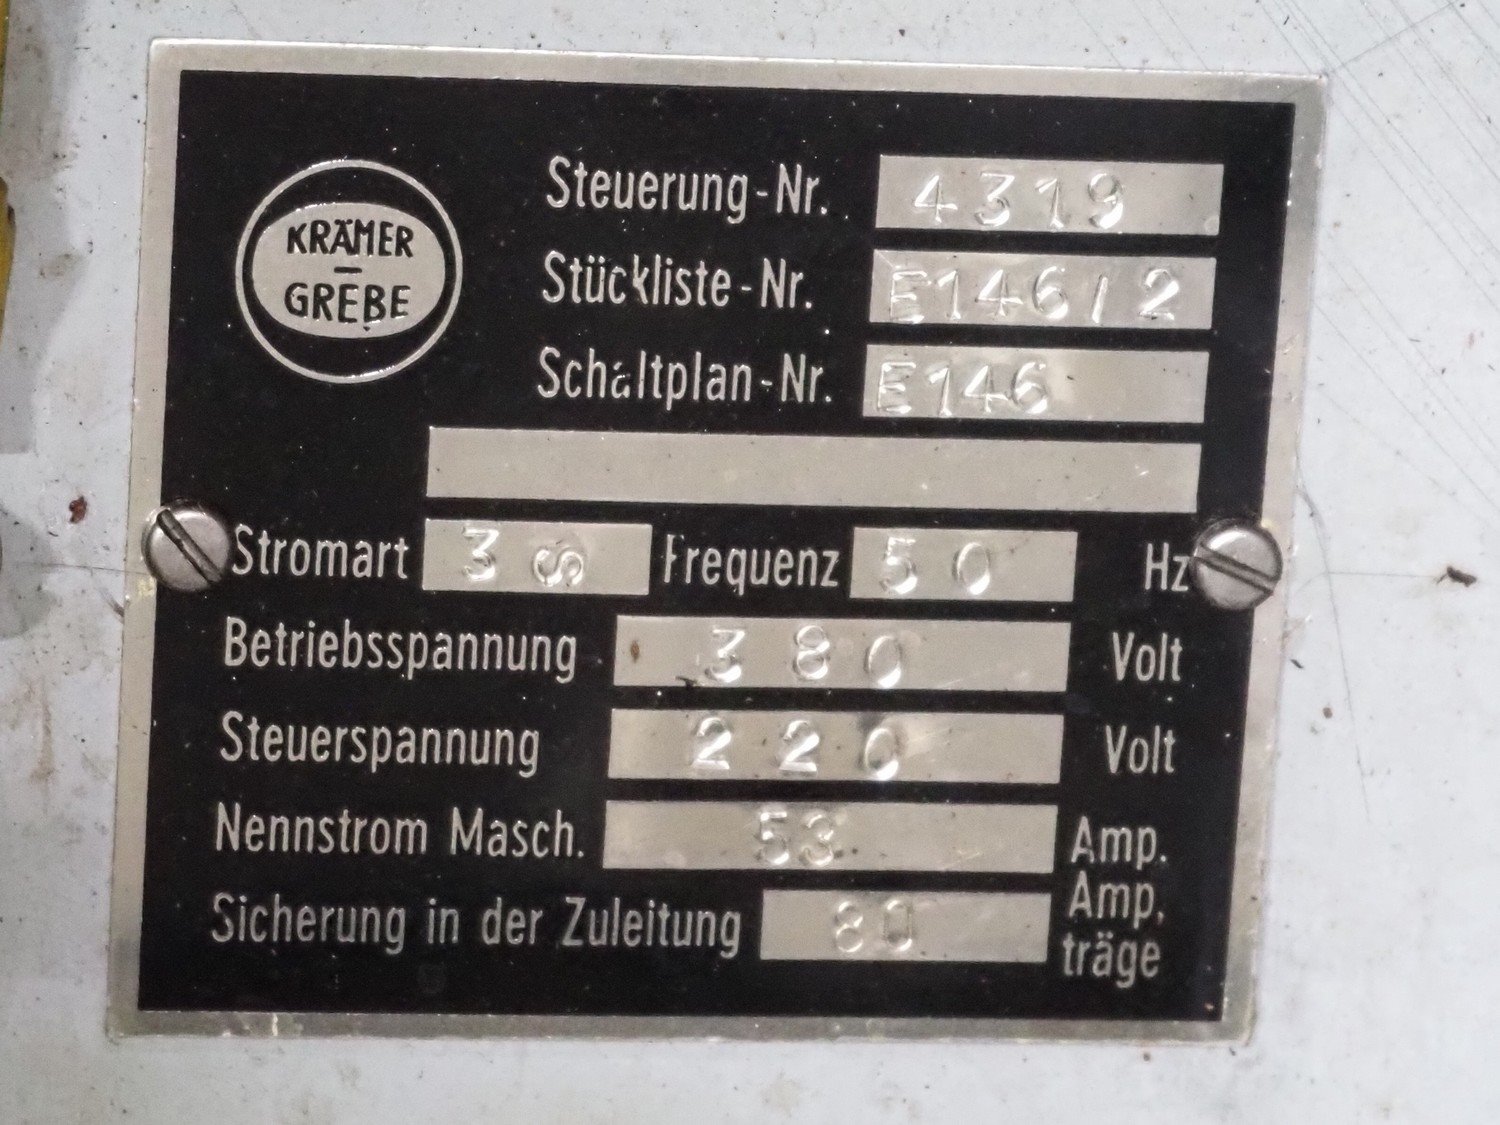 KRÄMER
–
GREBE
Steuerung-Nr. 4319
Stückliste-Nr. E146/2
Schaltplan-Nr. E146
Stromart 3 S Frequenz 50 Hz
Betriebsspannung 380 Volt
Steuerspannung 220 Volt
Nennstrom Masch. 53 Amp.
Sicherung in der Zuleitung 80 Amp.
träge